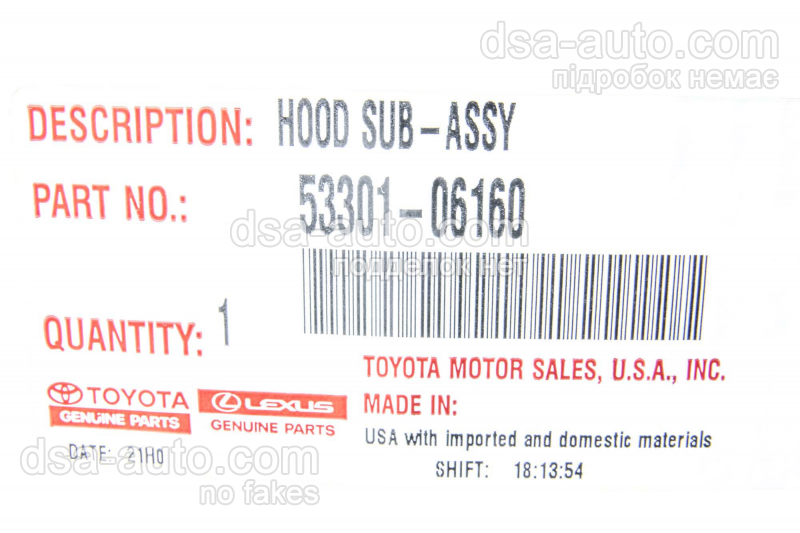 dsa-auto.com
підробок немає
DESCRIPTION: HOOD SUB-ASSY
PART NO.: 53301-06160
dsa-auto.com
подделок нет
QUANTITY: 1
TOYOTA MOTOR SALES, U.S.A., INC.
TOYOTA
GENUINE PARTS
LEXUS
GENUINE PARTS
MADE IN:
USA with imported and domestic materials
DATE: 21H0
SHIFT: 18:13:54
dsa-auto.com
no fakes